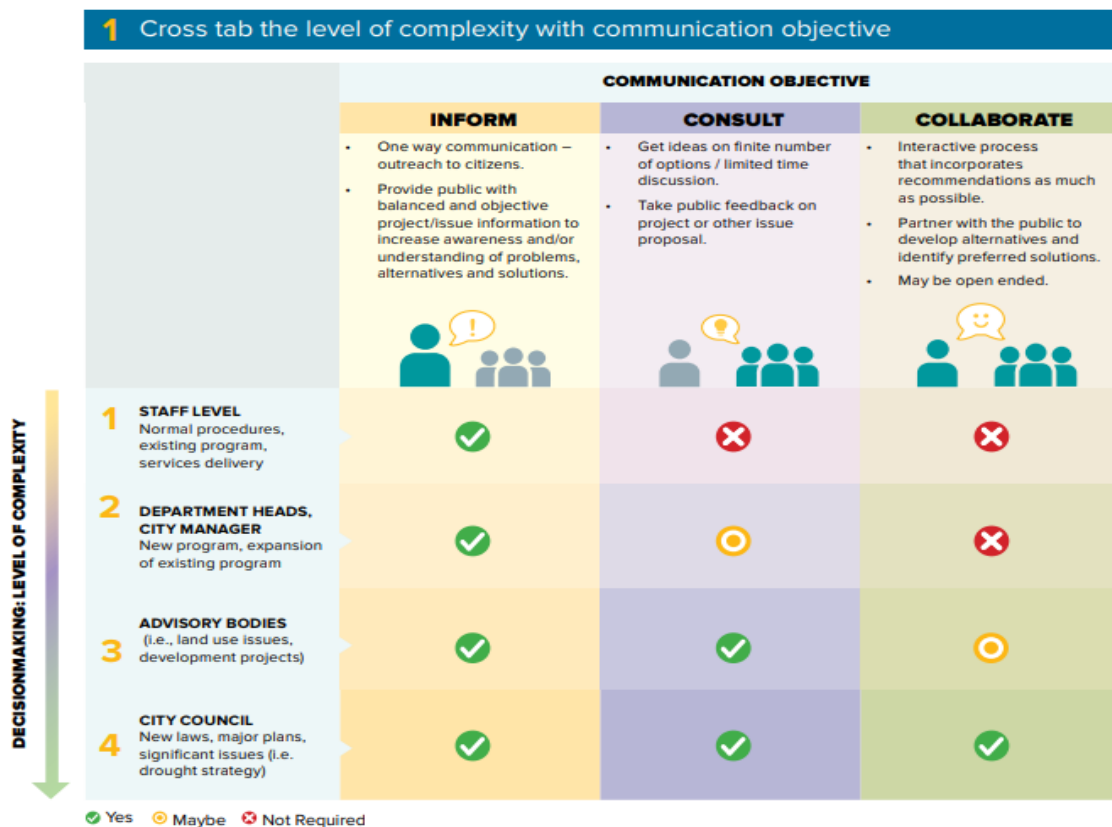 1 Cross tab the level of complexity with communication objective
COMMUNICATION OBJECTIVE
INFORM
• One way communication –
outreach to citizens.
• Provide public with
balanced and objective
project/issue information to
increase awareness and/or
understanding of problems,
alternatives and solutions.
CONSULT
• Get ideas on finite number
of options / limited time
discussion.
• Take public feedback on
project or other issue
proposal.
COLLABORATE
• Interactive process
that incorporates
recommendations as much
as possible.
• Partner with the public to
develop alternatives and
identify preferred solutions.
• May be open ended.
!
DECISIONMAKING: LEVEL OF COMPLEXITY
1 STAFF LEVEL
Normal procedures,
existing program,
services delivery
2 DEPARTMENT HEADS,
CITY MANAGER
New program, expansion
of existing program
3 ADVISORY BODIES
(i.e., land use issues,
development projects)
4 CITY COUNCIL
New laws, major plans,
significant issues (i.e.
drought strategy)
Yes Maybe Not Required